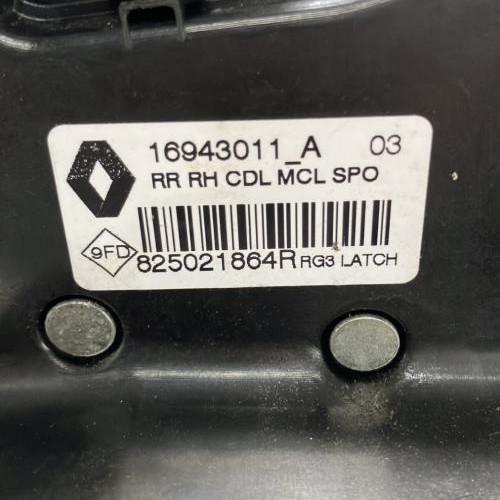 16943011_A 03
RR RH CDL MCL SPO
9FD
825021864R RG3 LATCH